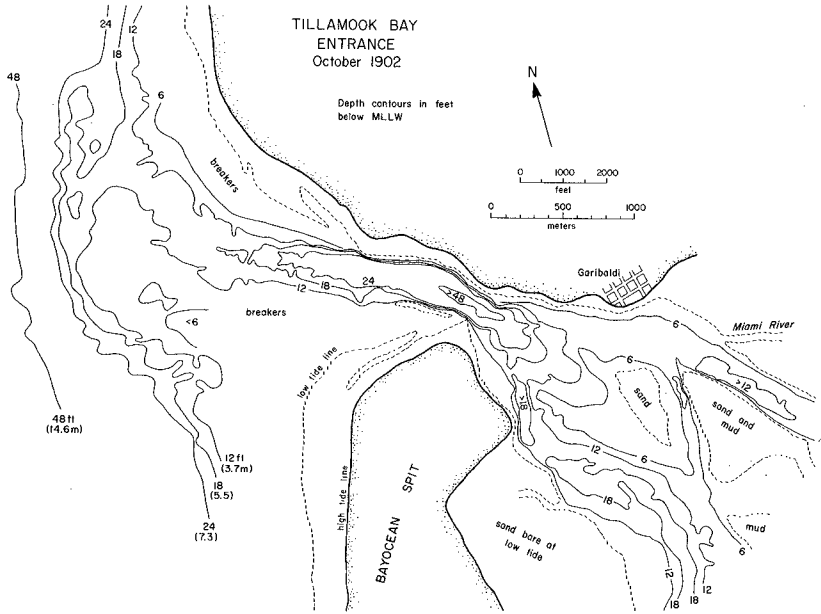 TILLAMOOK BAY
ENTRANCE
October 1902
Depth contours in feet
below MLLW
N
0 1000 2000
feet
0 500 1000
meters
24
12
18
48
6
breakers
Garibaldi
24
>48
12
18
breakers
<6
6
Miami River
6
>12
low tide line
>18
sand
sand and
mud
48 ft
(14.6m)
12 ft
(3.7m)
18
(5.5)
24
(7.3)
high tide line
BAYOCEAN SPIT
12
6
18
sand bare at
low tide
mud
6
12
18
12
18
18